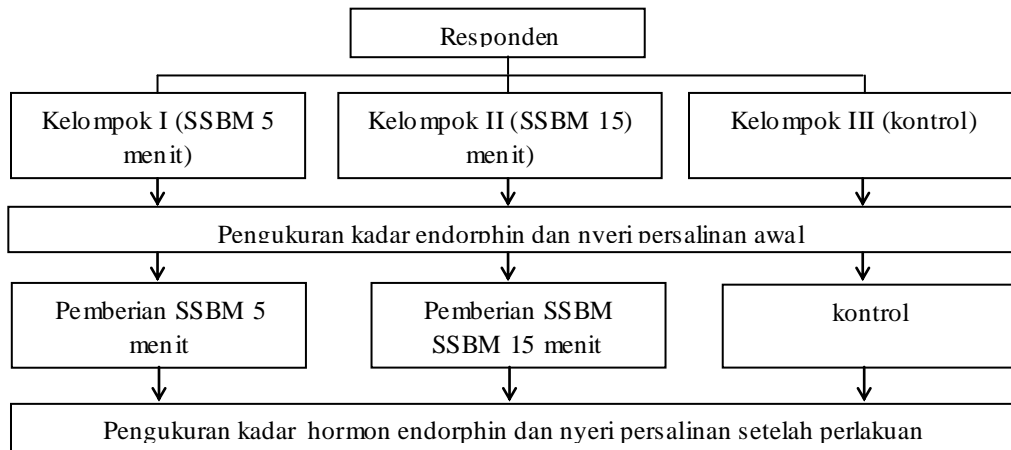 Responden
Kelompok I (SSBM 5
menit)
Kelompok II (SSBM 15)
menit)
Kelompok III (kontrol)
Pengukuran kadar endorphin dan nyeri persalinan awal
Pemberian SSBM 5
menit
Pemberian SSBM
SSBM 15 menit
kontrol
Pengukuran kadar hormon endorphin dan nyeri persalinan setelah perlakuan